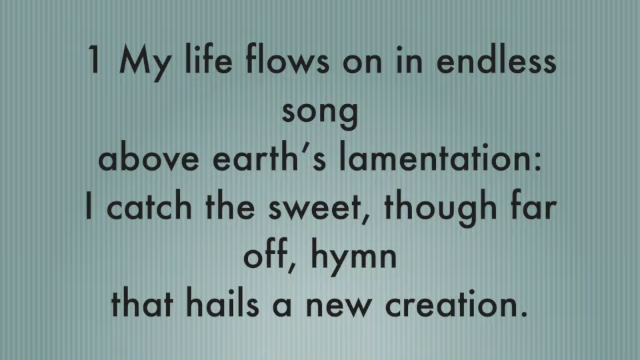 1 My life flows on in endless
song
above earth’s lamentation:
I catch the sweet, though far
off, hymn
that hails a new creation.